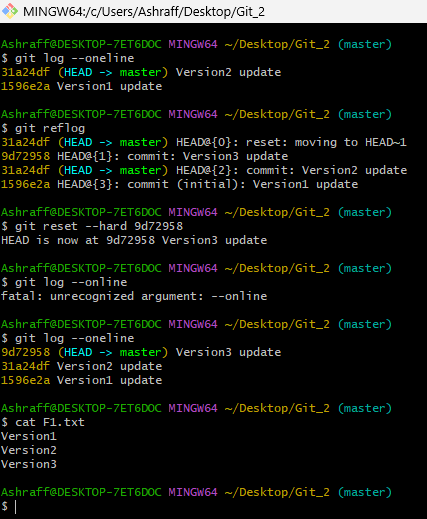 MINGW64:/c/Users/Ashraff/Desktop/Git_2
Ashraff@DESKTOP-7ET6DOC MINGW64 ~/Desktop/Git_2 (master)
$ git log --oneline
31a24df (HEAD -> master) Version2 update
1596e2a Version1 update
Ashraff@DESKTOP-7ET6DOC MINGW64 ~/Desktop/Git_2 (master)
$ git reflog
31a24df (HEAD -> master) HEAD@{0}: reset: moving to HEAD~1
9d72958 HEAD@{1}: commit: Version3 update
31a24df (HEAD -> master) HEAD@{2}: commit: Version2 update
1596e2a HEAD@{3}: commit (initial): Version1 update
Ashraff@DESKTOP-7ET6DOC MINGW64 ~/Desktop/Git_2 (master)
$ git reset --hard 9d72958
HEAD is now at 9d72958 Version3 update
Ashraff@DESKTOP-7ET6DOC MINGW64 ~/Desktop/Git_2 (master)
$ git log --online
fatal: unrecognized argument: --online
Ashraff@DESKTOP-7ET6DOC MINGW64 ~/Desktop/Git_2 (master)
$ git log --oneline
9d72958 (HEAD -> master) Version3 update
31a24df Version2 update
1596e2a Version1 update
Ashraff@DESKTOP-7ET6DOC MINGW64 ~/Desktop/Git_2 (master)
$ cat F1.txt
Version1
Version2
Version3
Ashraff@DESKTOP-7ET6DOC MINGW64 ~/Desktop/Git_2 (master)
$